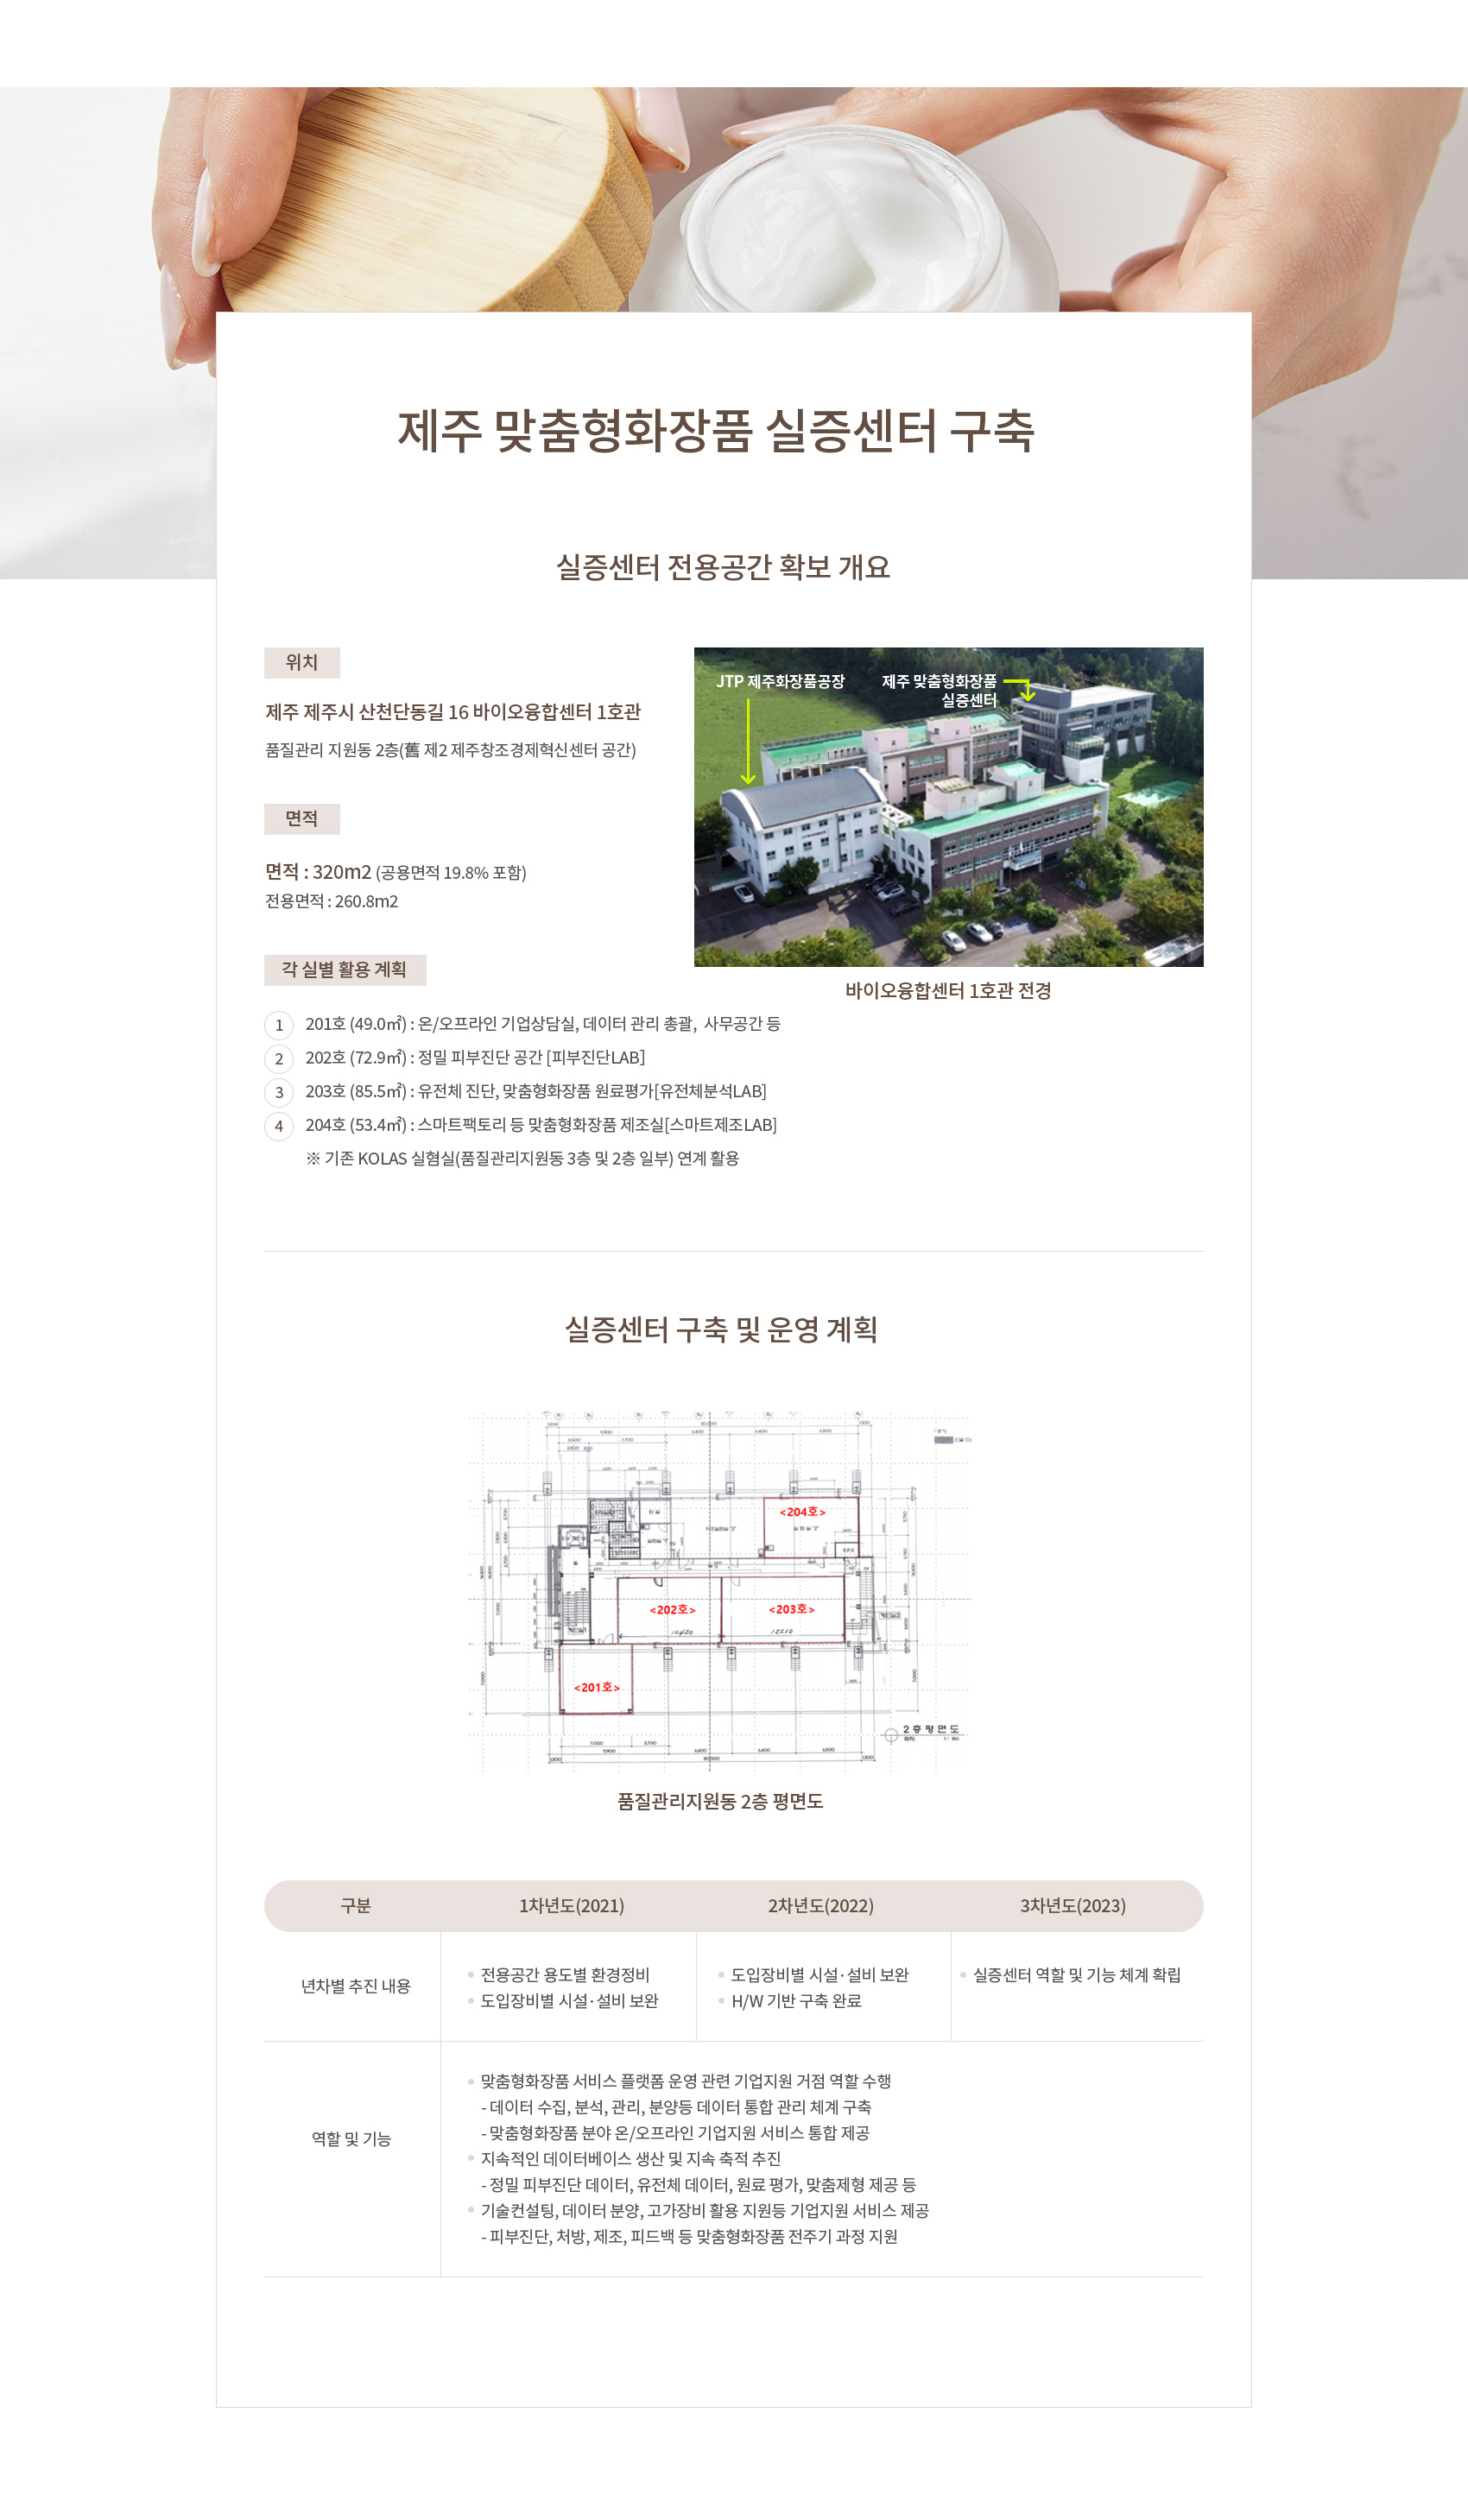 제주 맞춤형화장품 실증센터 구축
실증센터 전용공간 확보 개요
위치
제주 제주시 산천단동길 16 바이오융합센터 1호관
품질관리 지원동 2층(舊 제2 제주창조경제혁신센터 공간)
면적
면적 : 320m2 (공용면적 19.8% 포함)
전용면적 : 260.8m2
JTP 제주화장품공장
제주 맞춤형화장품
실증센터
바이오융합센터 1호관 전경
각 실별 활용 계획
1 201호 (49.0㎡) : 온/오프라인 기업상담실, 데이터 관리 총괄, 사무공간 등
2 202호 (72.9㎡) : 정밀 피부진단 공간 [피부진단LAB]
3 203호 (85.5㎡) : 유전체 진단, 맞춤형화장품 원료평가[유전체분석LAB]
4 204호 (53.4㎡) : 스마트팩토리 등 맞춤형화장품 제조실[스마트제조LAB]
※ 기존 KOLAS 실혐실(품질관리지원동 3층 및 2층 일부) 연계 활용
실증센터 구축 및 운영 계획
<204호>
<202호>
<203호>
<201호>
2층평면도
품질관리지원동 2층 평면도
구분 1차년도(2021) 2차년도(2022) 3차년도(2023)
년차별 추진 내용
전용공간 용도별 환경정비
도입장비별 시설·설비 보완
도입장비별 시설·설비 보완
H/W 기반 구축 완료
실증센터 역할 및 기능 체계 확립
역할 및 기능
맞춤형화장품 서비스 플랫폼 운영 관련 기업지원 거점 역할 수행
- 데이터 수집, 분석, 관리, 분양등 데이터 통합 관리 체계 구축
- 맞춤형화장품 분야 온/오프라인 기업지원 서비스 통합 제공
지속적인 데이터베이스 생산 및 지속 축적 추진
- 정밀 피부진단 데이터, 유전체 데이터, 원료 평가, 맞춤제형 제공 등
기술컨설팅, 데이터 분양, 고가장비 활용 지원등 기업지원 서비스 제공
- 피부진단, 처방, 제조, 피드백 등 맞춤형화장품 전주기 과정 지원